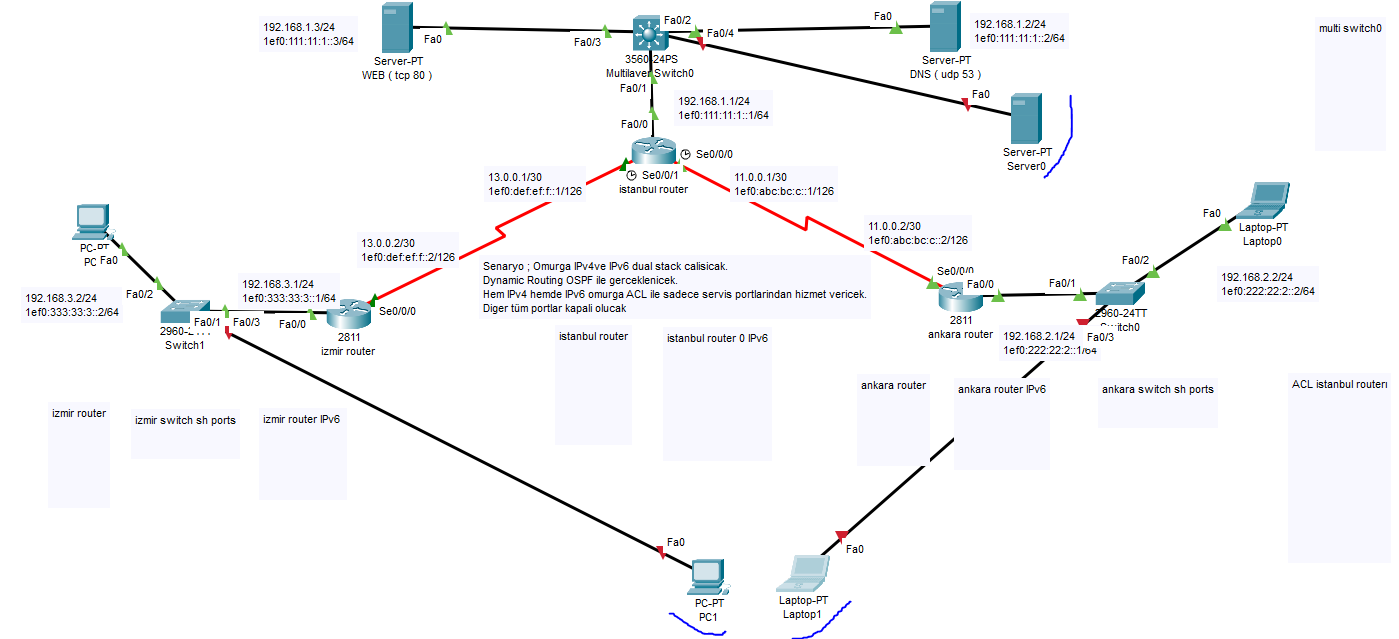 192.168.1.3/24
1ef0:111:11:1::3/64
Fa0
Server-PT
WEB ( tcp 80 )
Fa0/3
Fa0/2
Fa0/4
3560-24PS
Multilayer Switch0
Fa0/1
Fa0
Server-PT
DNS ( udp 53 )
192.168.1.2/24
1ef0:111:11:1::2/64
multi switch0
Fa0
Server-PT
Server0
192.168.1.1/24
1ef0:111:11:1::1/64
Fa0/0
Se0/0/0
Se0/0/1
istanbul router
13.0.0.1/30
1ef0:def:ef:f::1/126
11.0.0.1/30
1ef0:abc:bc:c::1/126
Fa0
Laptop-PT
Laptop0
PC-PT
PC
Fa0
13.0.0.2/30
1ef0:def:ef:f::2/126
11.0.0.2/30
1ef0:abc:bc:c::2/126
Senaryo ; Omurga IPv4ve IPv6 dual stack calisicak.
Dynamic Routing OSPF ile gerceklenicek.
Hem IPv4 hemde IPv6 omurga ACL ile sadece servis portlarindan hizmet vericek.
Diger tüm portlar kapali olucak
Fa0/2
192.168.3.2/24
1ef0:333:33:3::2/64
192.168.3.1/24
1ef0:333:33:3::1/64
Fa0/1
Fa0/3
Fa0/0
Se0/0/0
Switch1
2811
izmir router
Se0/0/0
Fa0/0
2811
ankara router
Fa0/1
Fa0/2
2960-24TT
Switch0
Fa0/3
192.168.2.2/24
1ef0:222:22:2::2/64
192.168.2.1/24
1ef0:222:22:2::1/64
istanbul router
istanbul router 0 IPv6
ankara router
ankara router IPv6
ankara switch sh ports
ACL istanbul router
izmir router
izmir switch sh ports
izmir router IPv6
Fa0
PC-PT
PC1
Fa0
Laptop-PT
Laptop1